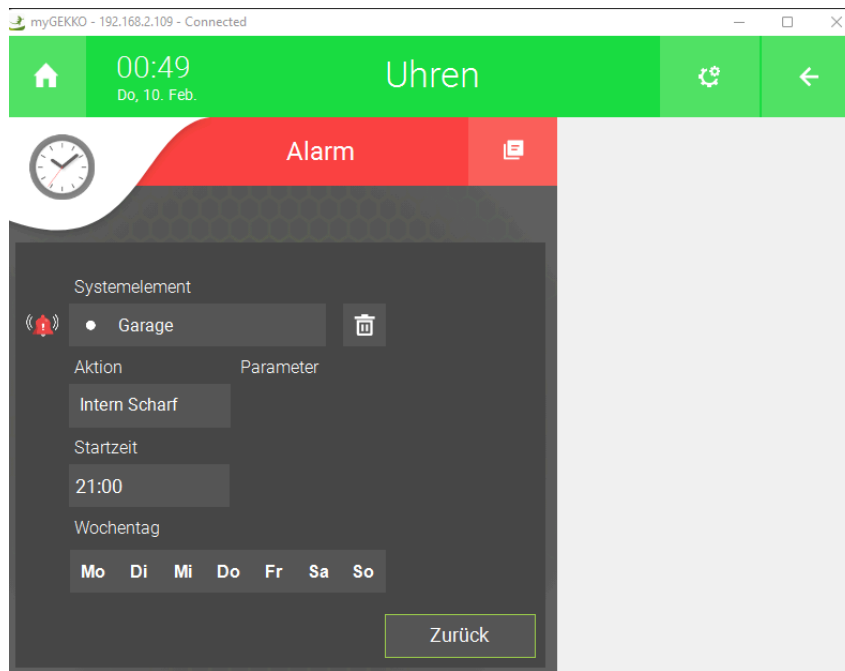 myGEKKO - 192.168.2.109 - Connected
00:49
Do, 10. Feb.
Uhren
Alarm
Systemelement
Garage
Aktion Parameter
Intern Scharf
Startzeit
21:00
Wochentag
Mo Di Mi Do Fr Sa So
Zurück